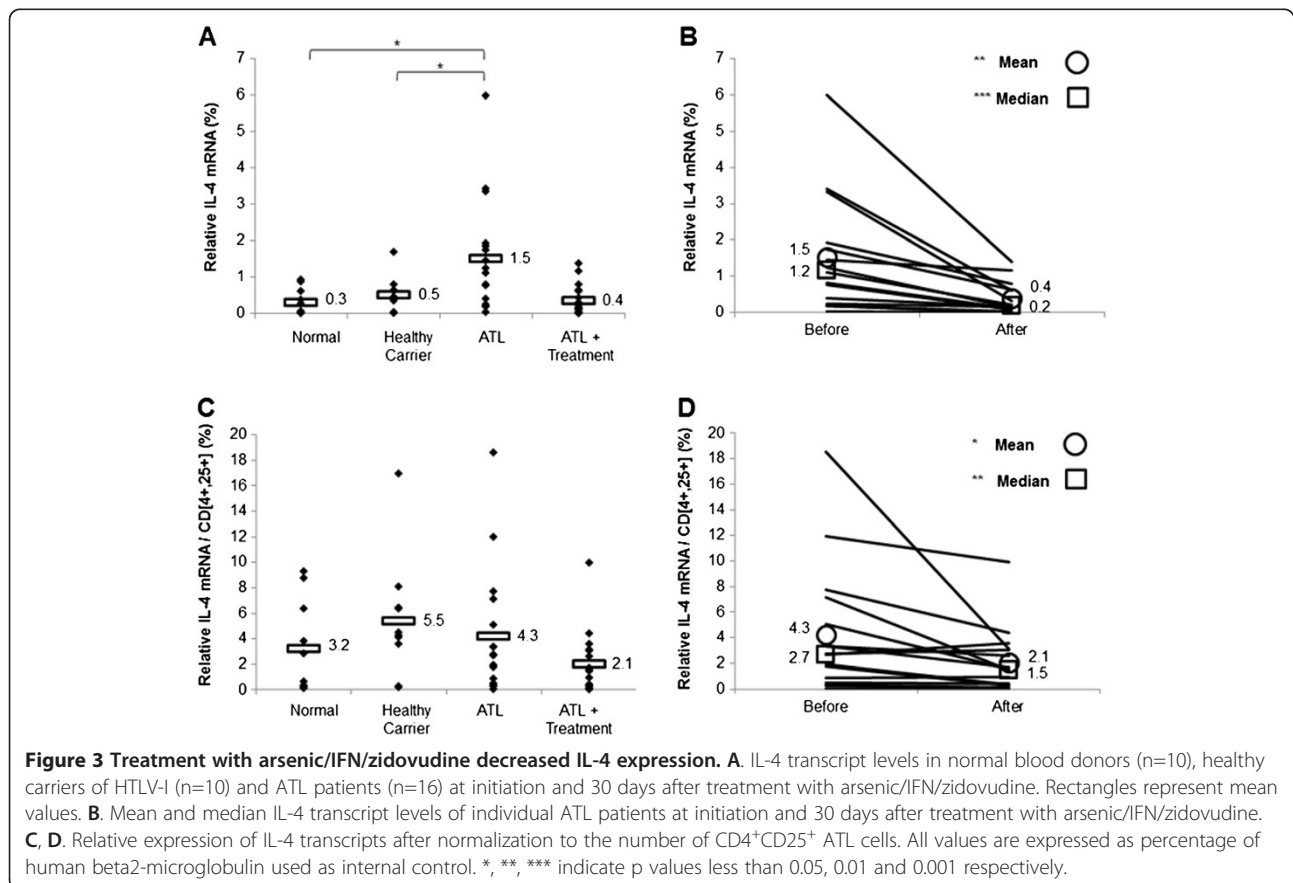 A
*
*
Relative IL-4 mRNA (%)
7
6
5
4
3
2
1
0
0.3
0.5
1.5
0.4
Normal
Healthy
Carrier
ATL
ATL +
Treatment
B
** Mean
*** Median
Relative IL-4 mRNA (%)
7
6
5
4
3
2
1
0
1.5
1.2
0.4
0.2
Before
After
C
Relative IL-4 mRNA / CD[4+,25+] (%)
20
18
16
14
12
10
8
6
4
2
0
3.2
5.5
4.3
2.1
Normal
Healthy
Carrier
ATL
ATL +
Treatment
D
* Mean
** Median
Relative IL-4 mRNA / CD[4+,25+] (%)
20
18
16
14
12
10
8
6
4
2
0
4.3
2.7
2.1
1.5
Before
After
Figure 3 Treatment with arsenic/IFN/zidovudine decreased IL-4 expression. A. IL-4 transcript levels in normal blood donors (n=10), healthy
carriers of HTLV-I (n=10) and ATL patients (n=16) at initiation and 30 days after treatment with arsenic/IFN/zidovudine. Rectangles represent mean
values. B. Mean and median IL-4 transcript levels of individual ATL patients at initiation and 30 days after treatment with arsenic/IFN/zidovudine.
C, D. Relative expression of IL-4 transcripts after normalization to the number of CD4⁺CD25⁺ ATL cells. All values are expressed as percentage of
human beta2-microglobulin used as internal control. *, **, *** indicate p values less than 0.05, 0.01 and 0.001 respectively.